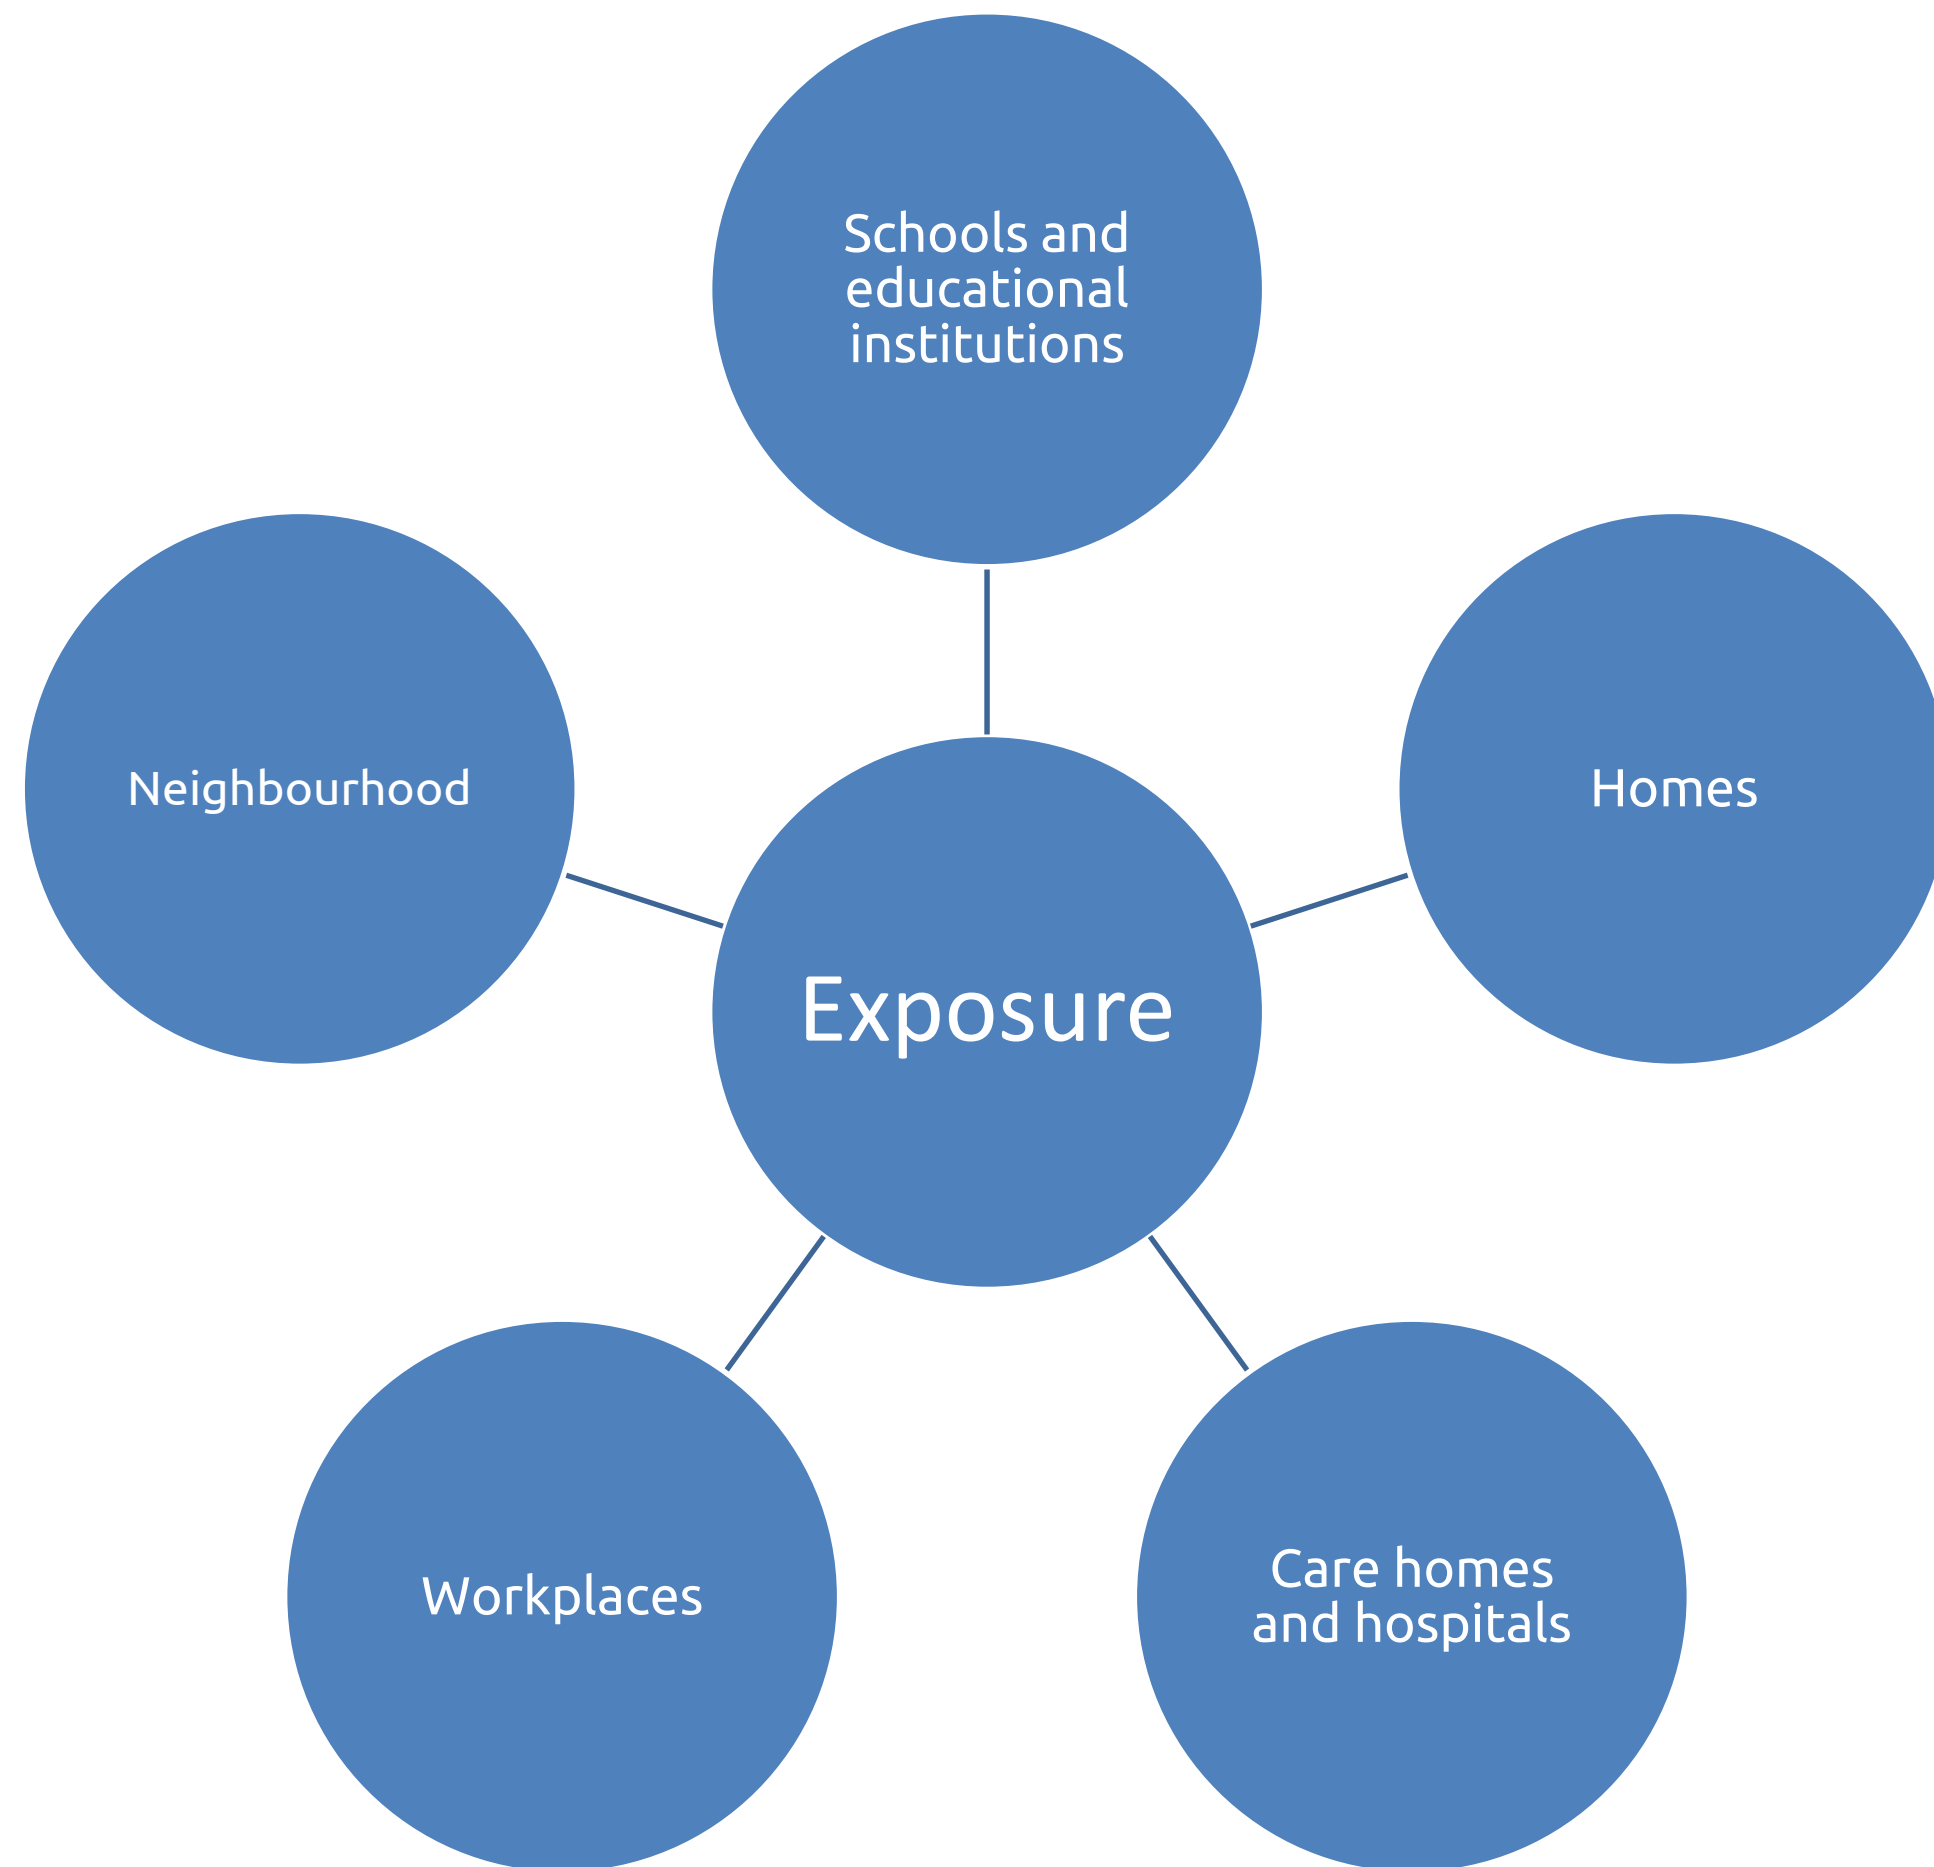 Schools and
educational
institutions
Neighbourhood
Homes
Exposure
Workplaces
Care homes
and hospitals